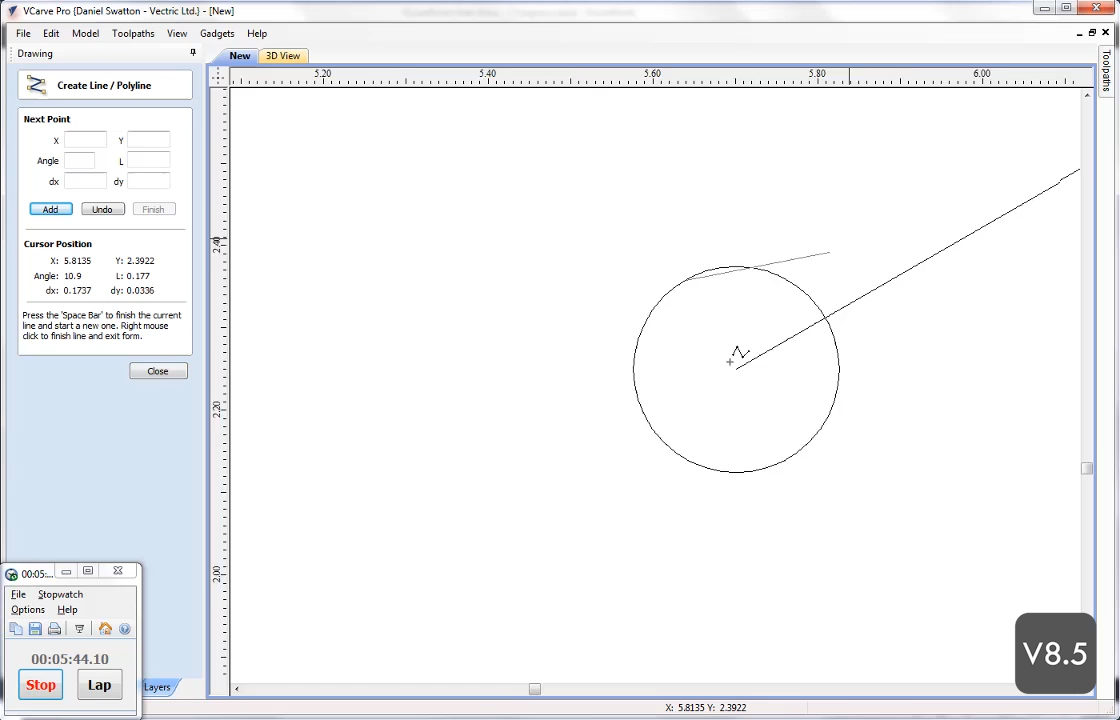 VCarve Pro {Daniel Swatton - Vectric Ltd.} - [New]
File Edit Model Toolpaths View Gadgets Help
Drawing
New 3D View
Toolpaths
Create Line / Polyline
5.20 5.40 5.60 5.80 6.00
Next Point
X Y
Angle L
dx dy
Add Undo Finish
2.40
Cursor Position
X: 5.8135 Y: 2.3922
Angle: 10.9 L: 0.177
dx: 0.1737 dy: 0.0336
Press the 'Space Bar' to finish the current
line and start a new one. Right mouse
click to finish line and exit form.
Close
2.20
2.00
00:05:...
File Stopwatch
Options Help
00:05:44.10
Stop Lap
Layers
V8.5
X: 5.8135 Y: 2.3922